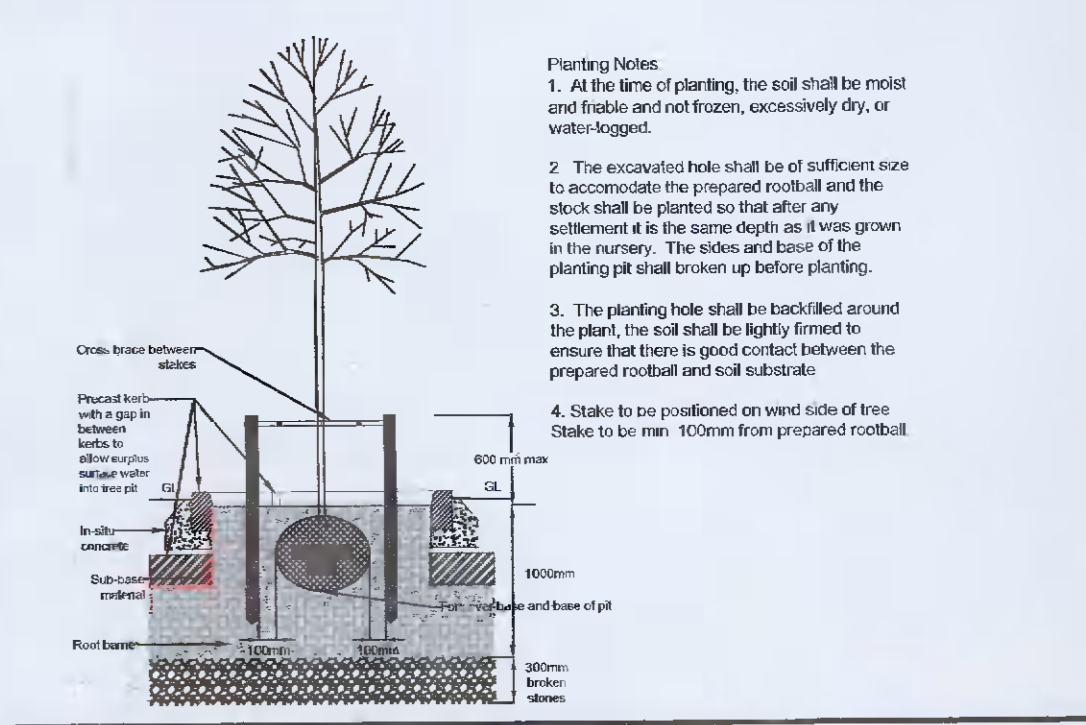 Planting Notes
1. At the time of planting, the soil shall be moist
and friable and not frozen, excessively dry, or
water-logged.
2 The excavated hole shall be of sufficient size
to accomodate the prepared rootball and the
stock shall be planted so that after any
settlement it is the same depth as it was grown
in the nursery. The sides and base of the
planting pit shall broken up before planting.
3. The planting hole shall be backfilled around
the plant, the soil shall be lightly firmed to
ensure that there is good contact between the
prepared rootball and soil substrate
4. Stake to be positioned on wind side of tree
Stake to be min 100mm from prepared rootball
Cross brace between
stakes
Precast kerb
with a gap in
between
kerbs to
allow surplus
surface water
into tree pit
GL
GL
600 mm max
In-situ
concrete
Sub-base
material
1000mm
base and base of pit
Root barrier
100mm
100mm
300mm
broken
stones